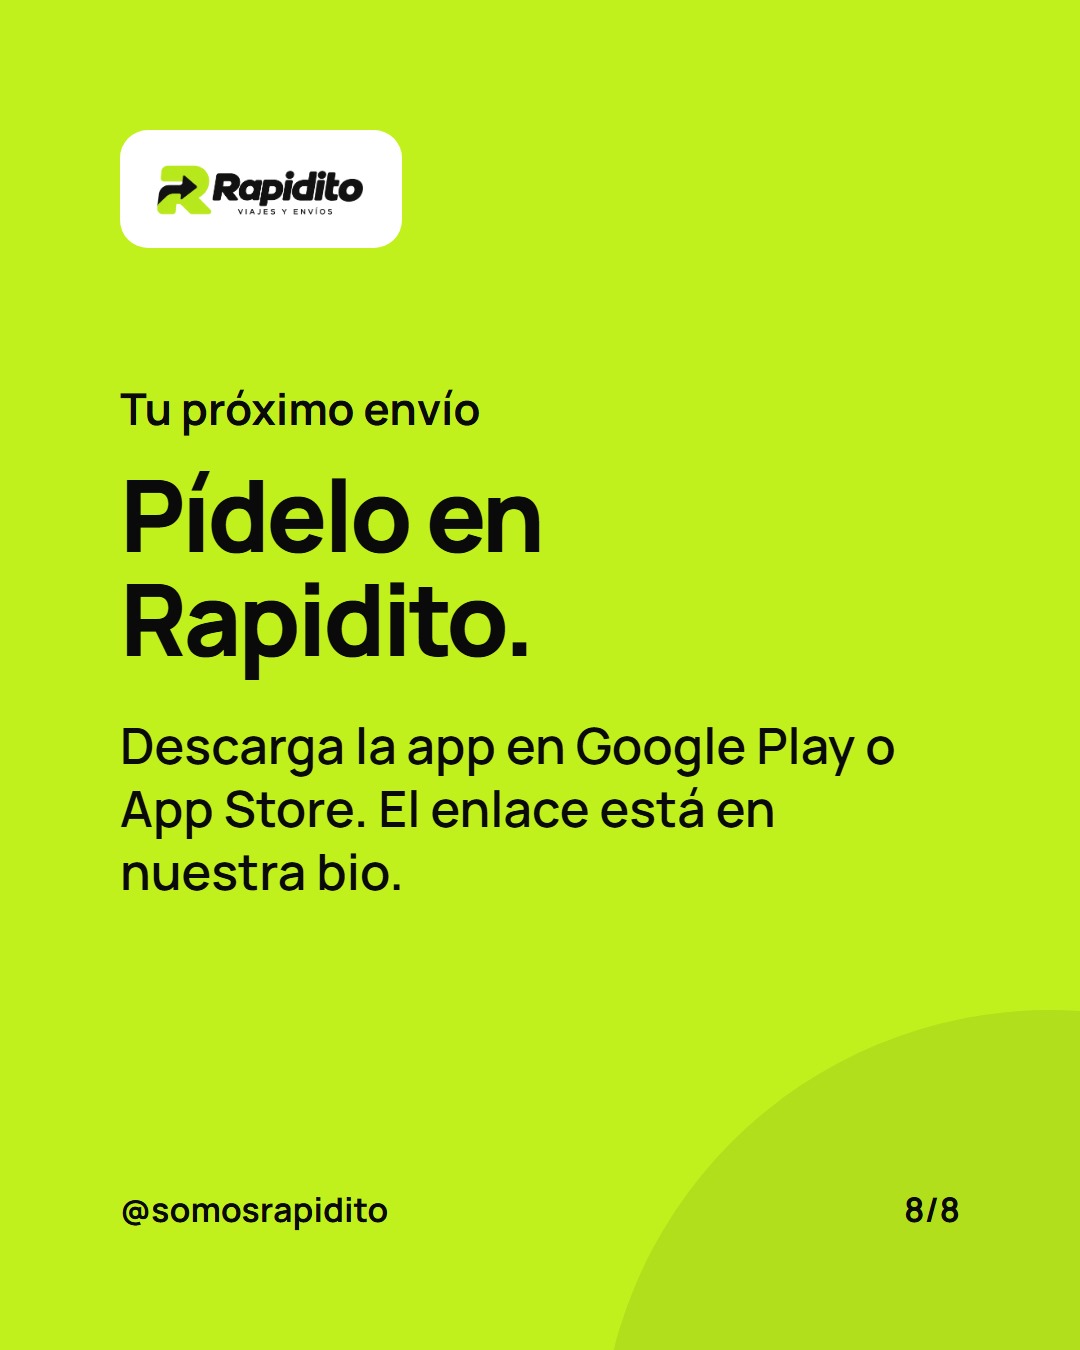 Rapidito
VIAJES Y ENVÍOS
Tu próximo envío
Pídelo en
Rapidito.
Descarga la app en Google Play o
App Store. El enlace está en
nuestra bio.
@somosrapidito
8/8